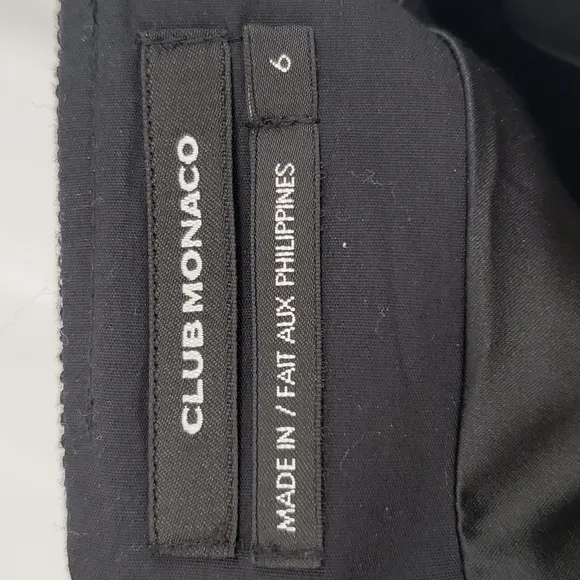 CLUB MONACO
MADE IN / FAIT AUX PHILIPPINES
6